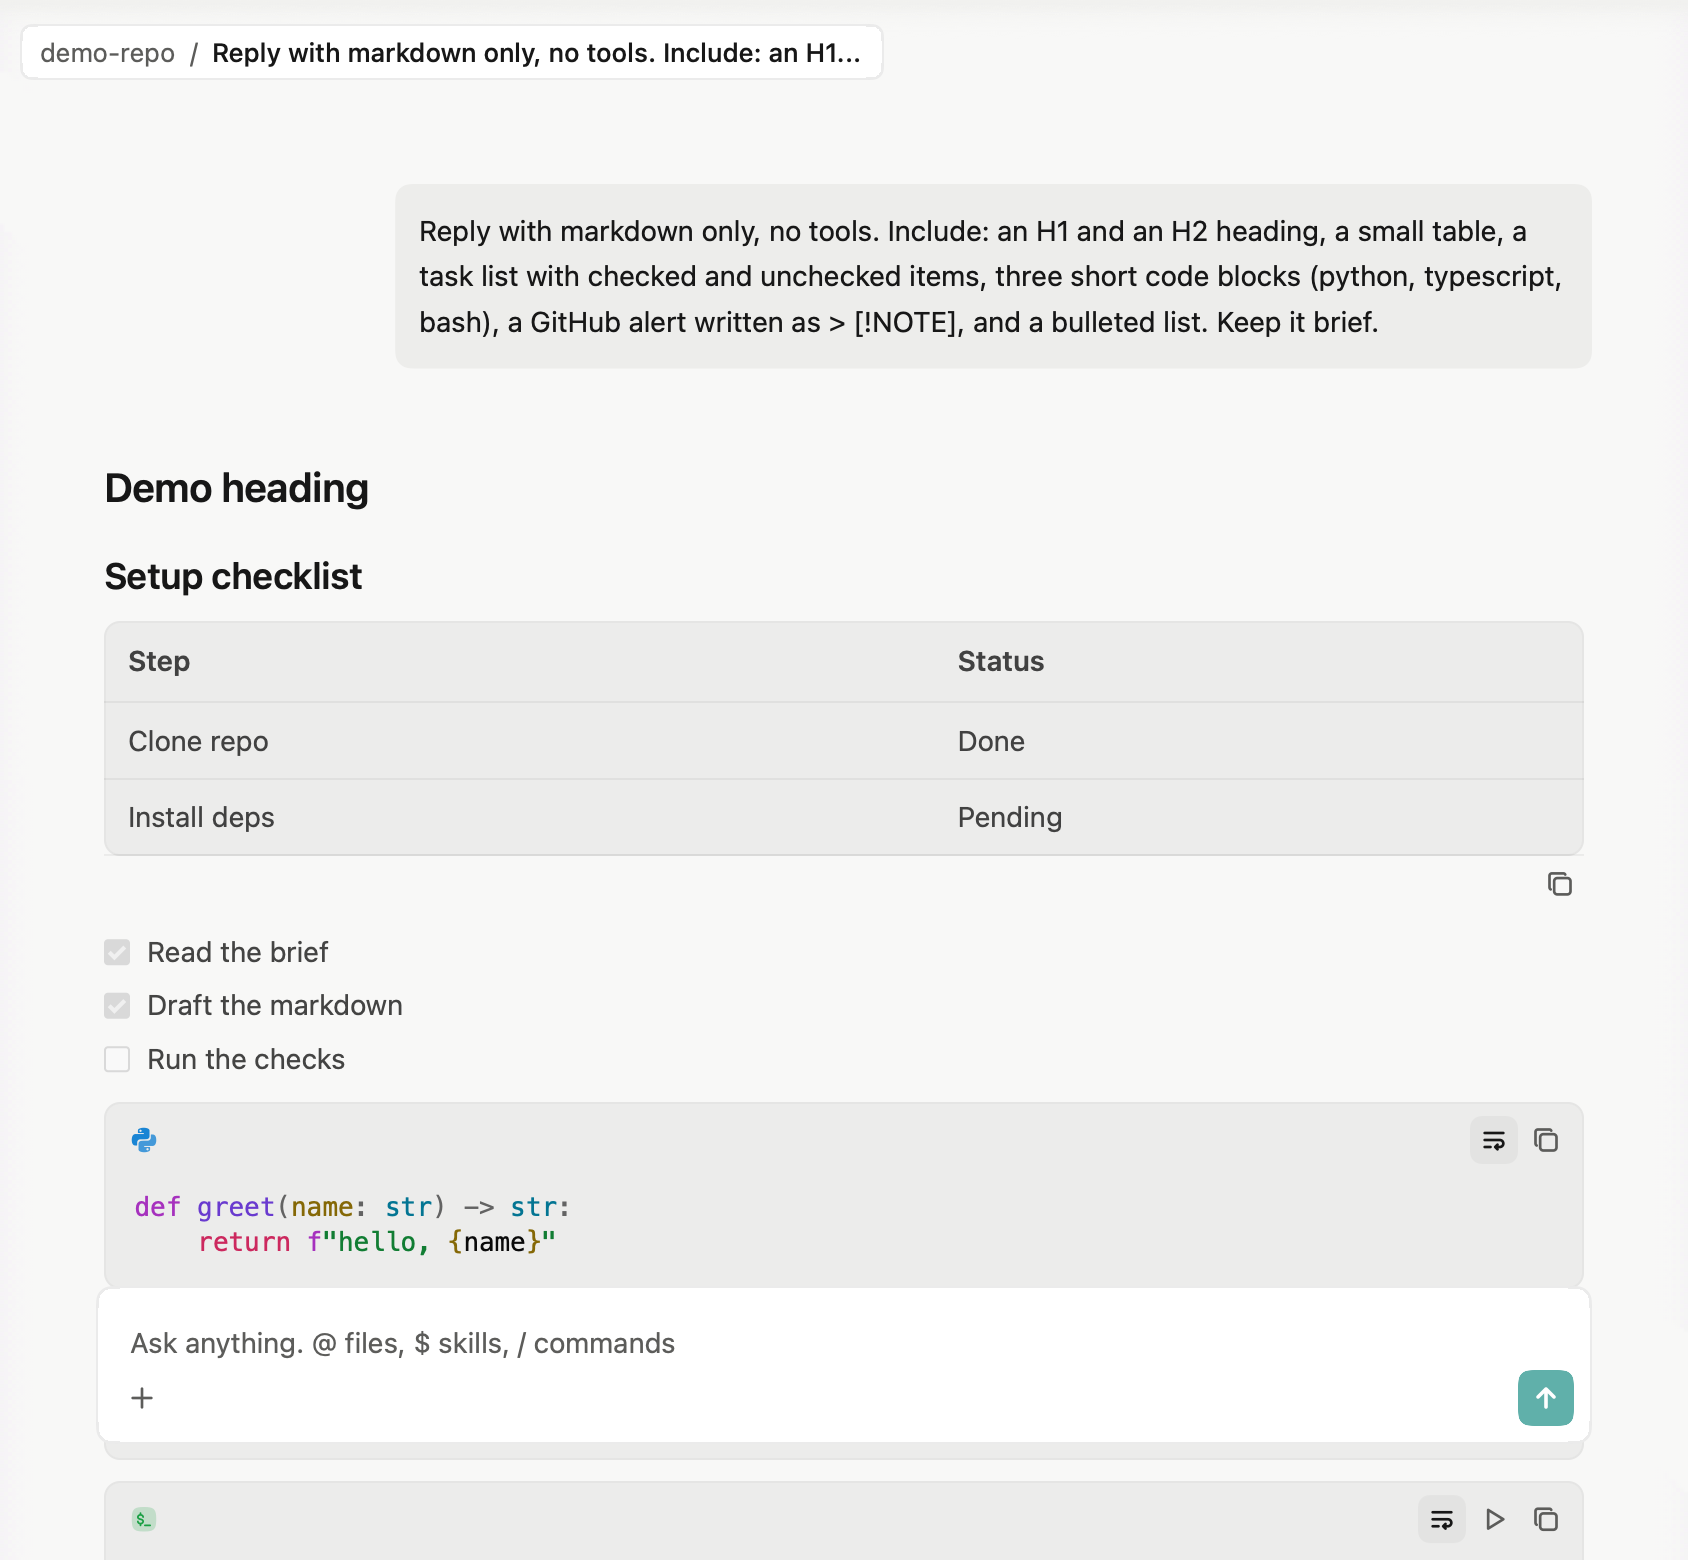 demo-repo / Reply with markdown only, no tools. Include: an H1...
Reply with markdown only, no tools. Include: an H1 and an H2 heading, a small table, a
task list with checked and unchecked items, three short code blocks (python, typescript,
bash), a GitHub alert written as > [!NOTE], and a bulleted list. Keep it brief.
Demo heading
Setup checklist
Step Status
Clone repo Done
Install deps Pending
Read the brief
Draft the markdown
Run the checks
def greet(name: str) -> str:
    return f"hello, {name}"
Ask anything. @ files, $ skills, / commands
$_